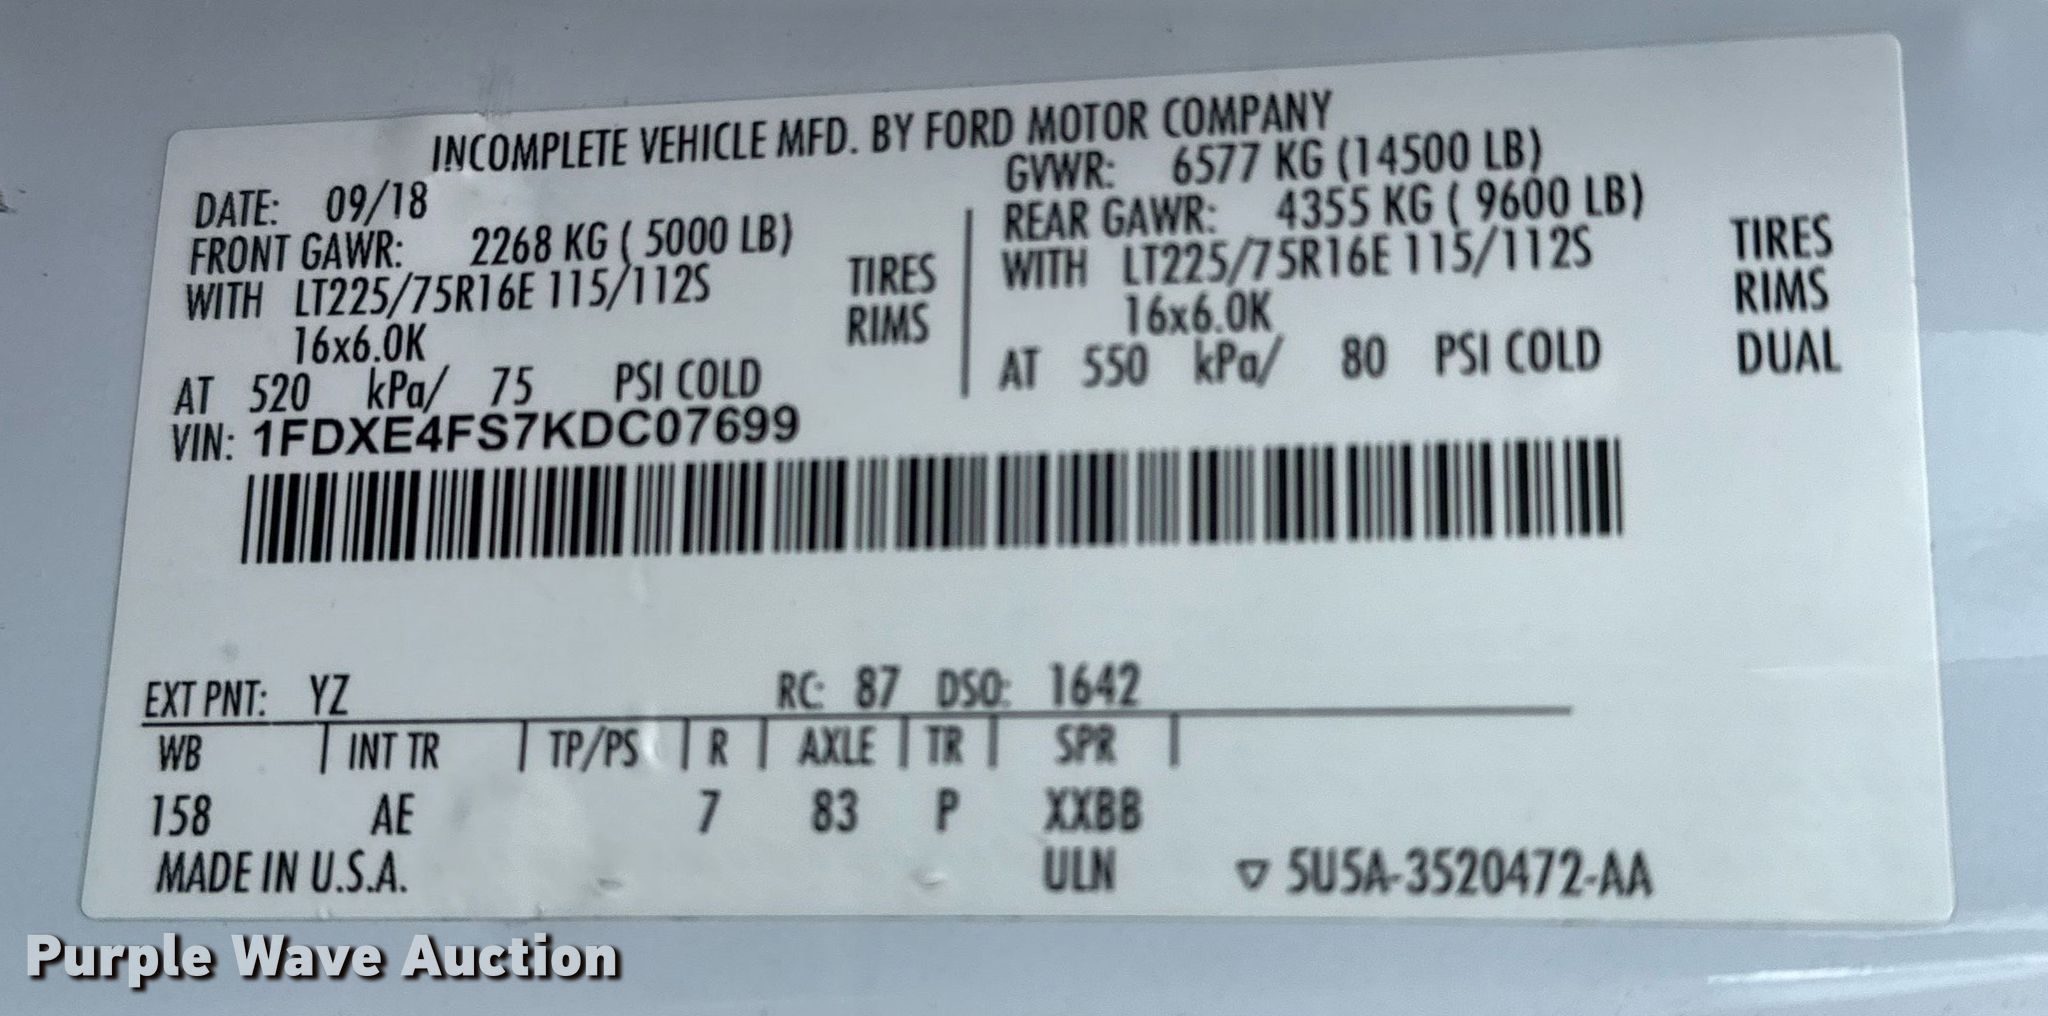 INCOMPLETE VEHICLE MFD. BY FORD MOTOR COMPANY
DATE: 09/18
GVWR: 6577 KG (14500 LB)
FRONT GAWR: 2268 KG ( 5000 LB)
REAR GAWR: 4355 KG ( 9600 LB)
WITH LT225/75R16E 115/112S TIRES
WITH LT225/75R16E 115/112S TIRES
16x6.0K RIMS
16x6.0K RIMS
AT 520 kPa/ 75 PSI COLD
AT 550 kPa/ 80 PSI COLD DUAL
VIN: 1FDXE4FS7KDC07699
EXT PNT: YZ RC: 87 DSO: 1642
WB | INT TR | TP/PS | R | AXLE | TR | SPR |
158 AE 7 83 P XXBB
MADE IN U.S.A. ULN ▽ 5U5A-3520472-AA
Purple Wave Auction